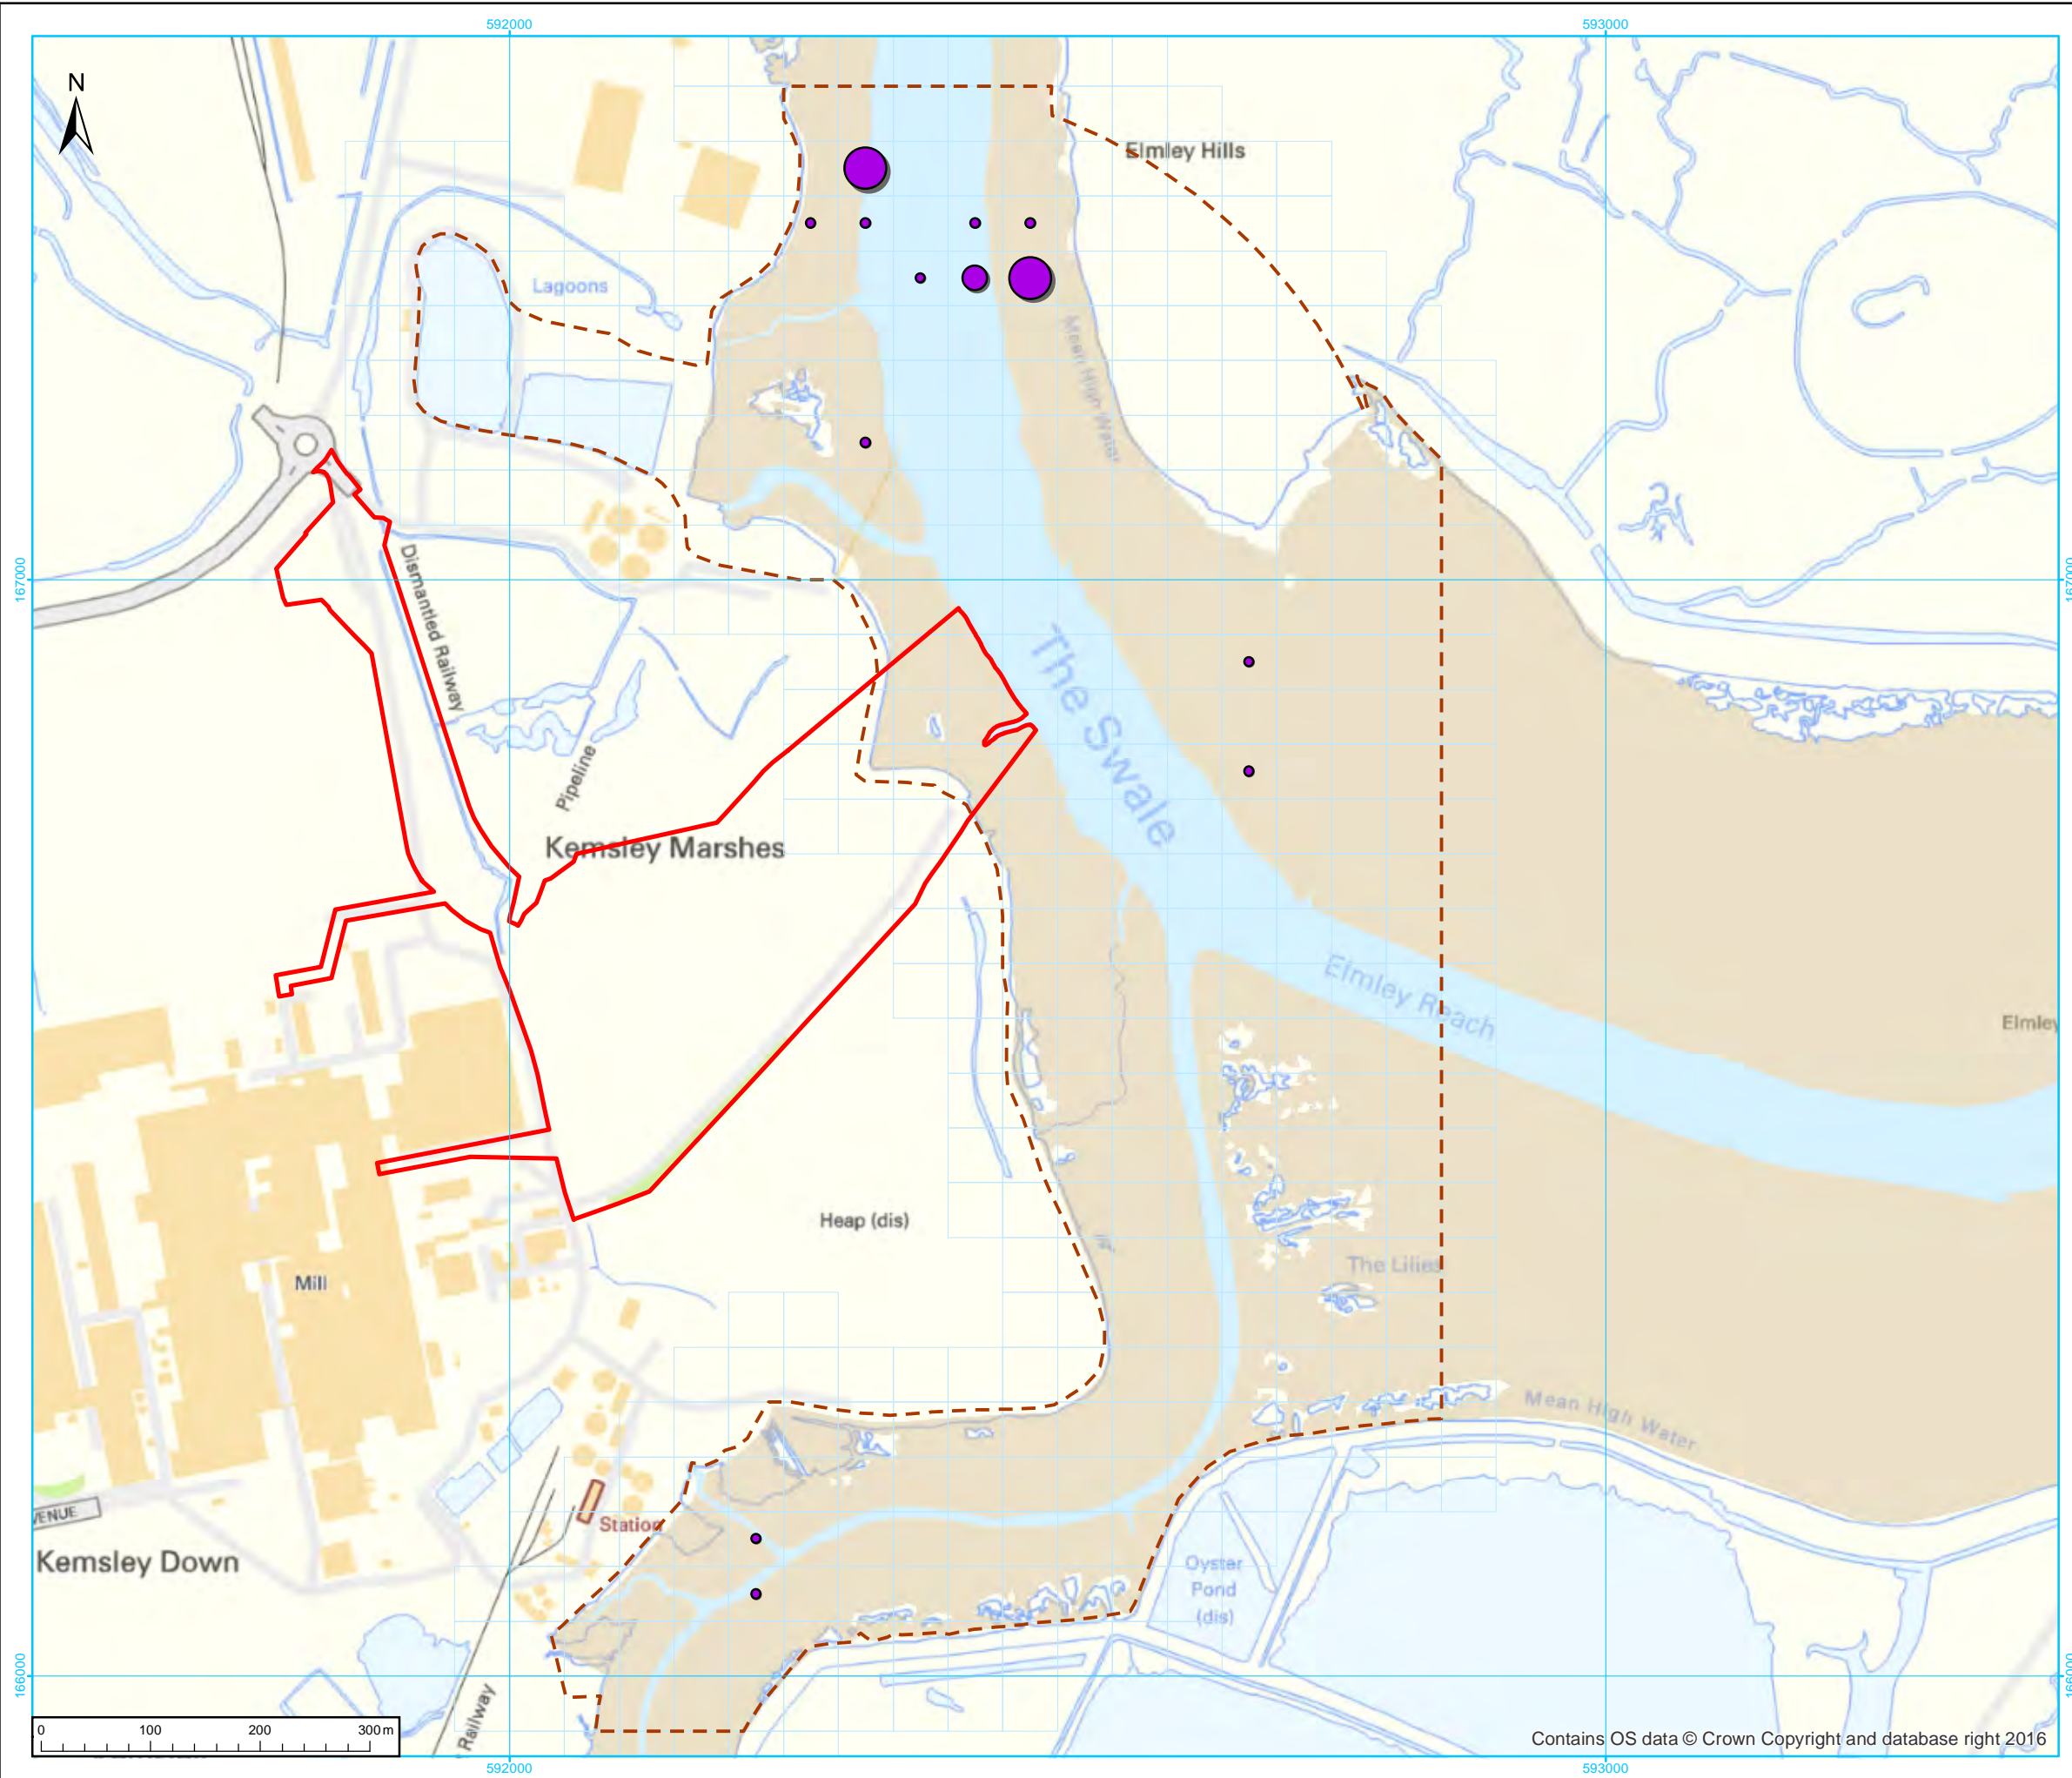 592000
593000
N
Elmley Hills
Lagoons
Mean High Water
167000
167000
Dismantled Railway
The Swale
Pipeline
Kemsley Marshes
Elmley Reach
Elmley
Heap (dis)
The Lilies
Mill
Mean High Water
VENUE
Station
Kemsley Down
Oyster
Pond
(dis)
166000
166000
Railway
0 100 200 300m
Contains OS data © Crown Copyright and database right 2016
592000
593000